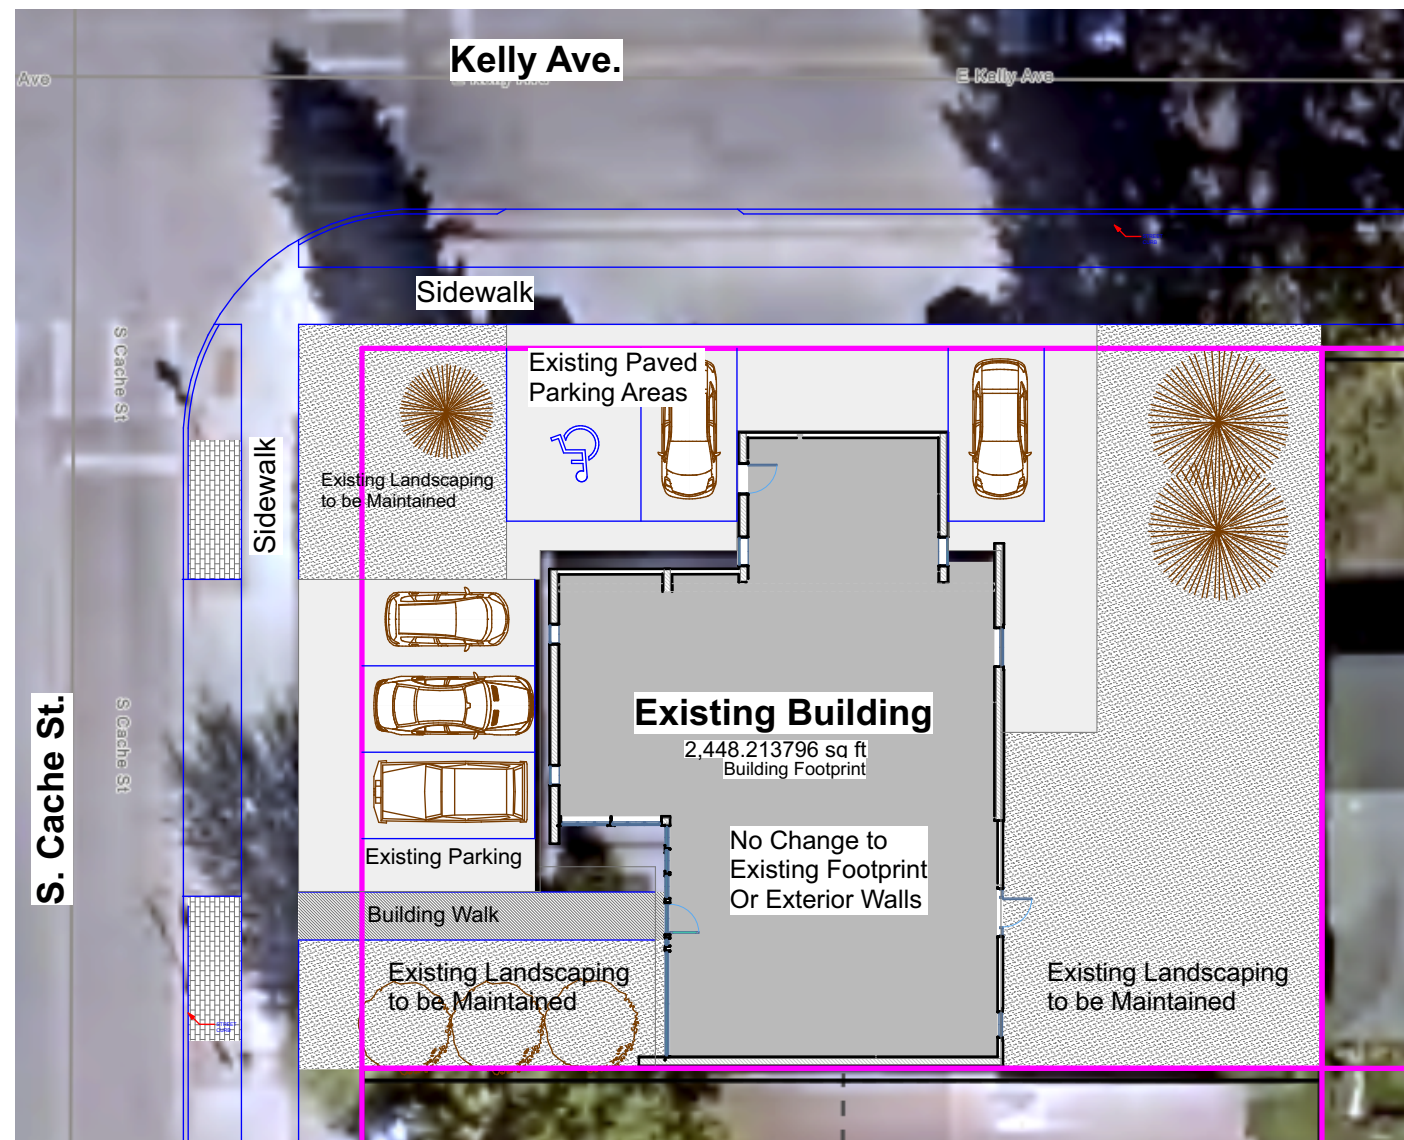 Kelly Ave.
Ave
E Kelly Ave
Sidewalk
S Cache St
Existing Paved
Parking Areas
Existing Landscaping
to be Maintained
Sidewalk
S. Cache St.
S Cache St
Existing Building
2,448.213796 sq ft
Building Footprint
No Change to
Existing Footprint
Or Exterior Walls
Existing Parking
Building Walk
Existing Landscaping
to be Maintained
Existing Landscaping
to be Maintained